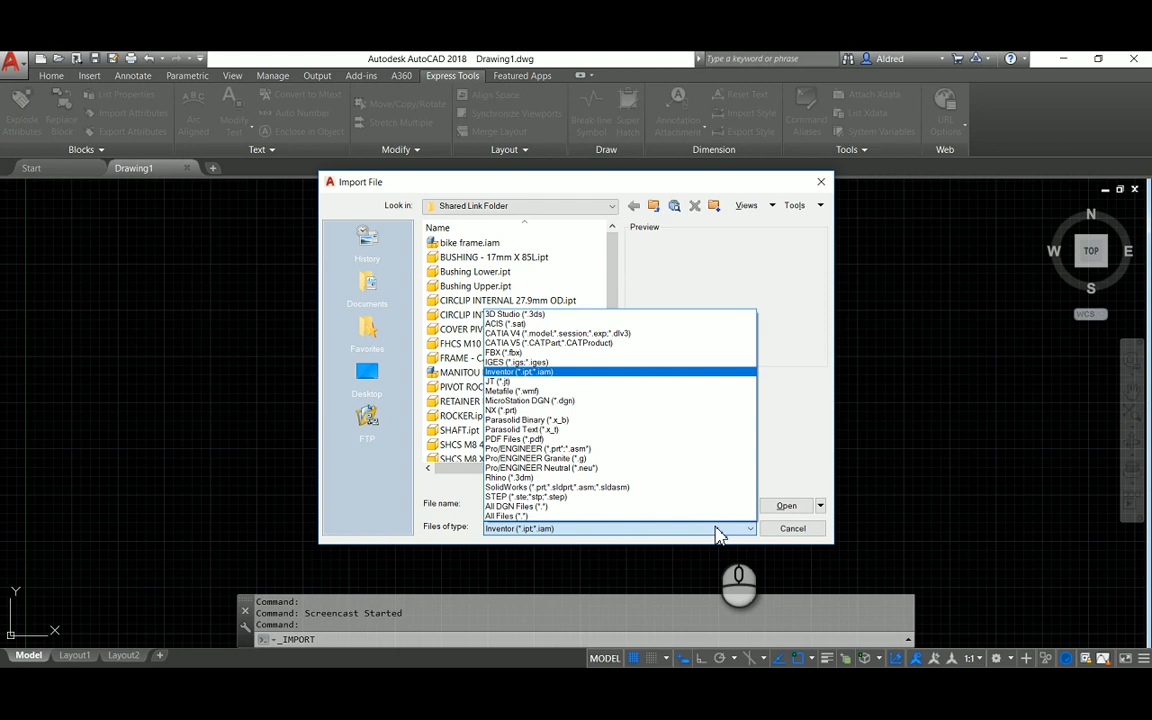 Autodesk AutoCAD 2018 Drawing1.dwg
Type a keyword or phrase
Aldred
Home Insert Annotate Parametric View Manage Output Add-ins A360 Express Tools Featured Apps
Explode Attributes
Replace Block
List Properties
Import Attributes
Export Attributes
Blocks
Arc Aligned
Modify Text
Convert to Mtext
Auto Number
Enclose in Object
Text
Move/Copy/Rotate
Stretch Multiple
Modify
Align Space
Synchronize Viewports
Merge Layout
Layout
Break-line Symbol
Super Hatch
Draw
Annotation Attachment
Reset Text
Import Style
Export Style
Dimension
Command Aliases
Attach Xdata
List Xdata
System Variables
Tools
URL Options
Web
Start Drawing1
Import File
Look in: Shared Link Folder
Views Tools
Name
Preview
bike frame.iam
BUSHING - 17mm X 85L.ipt
Bushing Lower.ipt
Bushing Upper.ipt
CIRCLIP INTERNAL 27.9mm OD.ipt
CIRCLIP IN
COVER PIV
FHCS M10
FRAME - C
MANITOU
PIVOT ROC
RETAINER
ROCKER.ip
SHAFT.ipt
SHCS M8 4
SHCS M8 X
History
Documents
Favorites
Desktop
FTP
3D Studio (*.3ds)
ACIS (*.sat)
CATIA V4 (*.model;*.session;*.exp;*.dlv3)
CATIA V5 (*.CATPart;*.CATProduct)
FBX (*.fbx)
IGES (*.igs;*.iges)
Inventor (*.ipt;*.iam)
JT (*.jt)
Metafile (*.wmf)
MicroStation DGN (*.dgn)
NX (*.prt)
Parasolid Binary (*.x_b)
Parasolid Text (*.x_t)
PDF Files (*.pdf)
Pro/ENGINEER (*.prt*;*.asm*)
Pro/ENGINEER Granite (*.g)
Pro/ENGINEER Neutral (*.neu*)
Rhino (*.3dm)
SolidWorks (*.prt;*.sldprt;*.asm;*.sldasm)
STEP (*.ste;*stp;*.step)
All DGN Files (*.*)
All Files (*.*)
File name:
Open
Files of type: Inventor (*.ipt;*.iam)
Cancel
N
W TOP E
S
WCS
Y
X
Command:
Command: Screencast Started
Command:
_IMPORT
Model Layout1 Layout2
MODEL
1:1